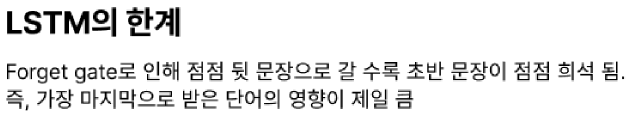 LSTM의 한계
Forget gate로 인해 점점 뒷 문장으로 갈 수록 초반 문장이 점점 희석 됨.
즉, 가장 마지막으로 받은 단어의 영향이 제일 큼